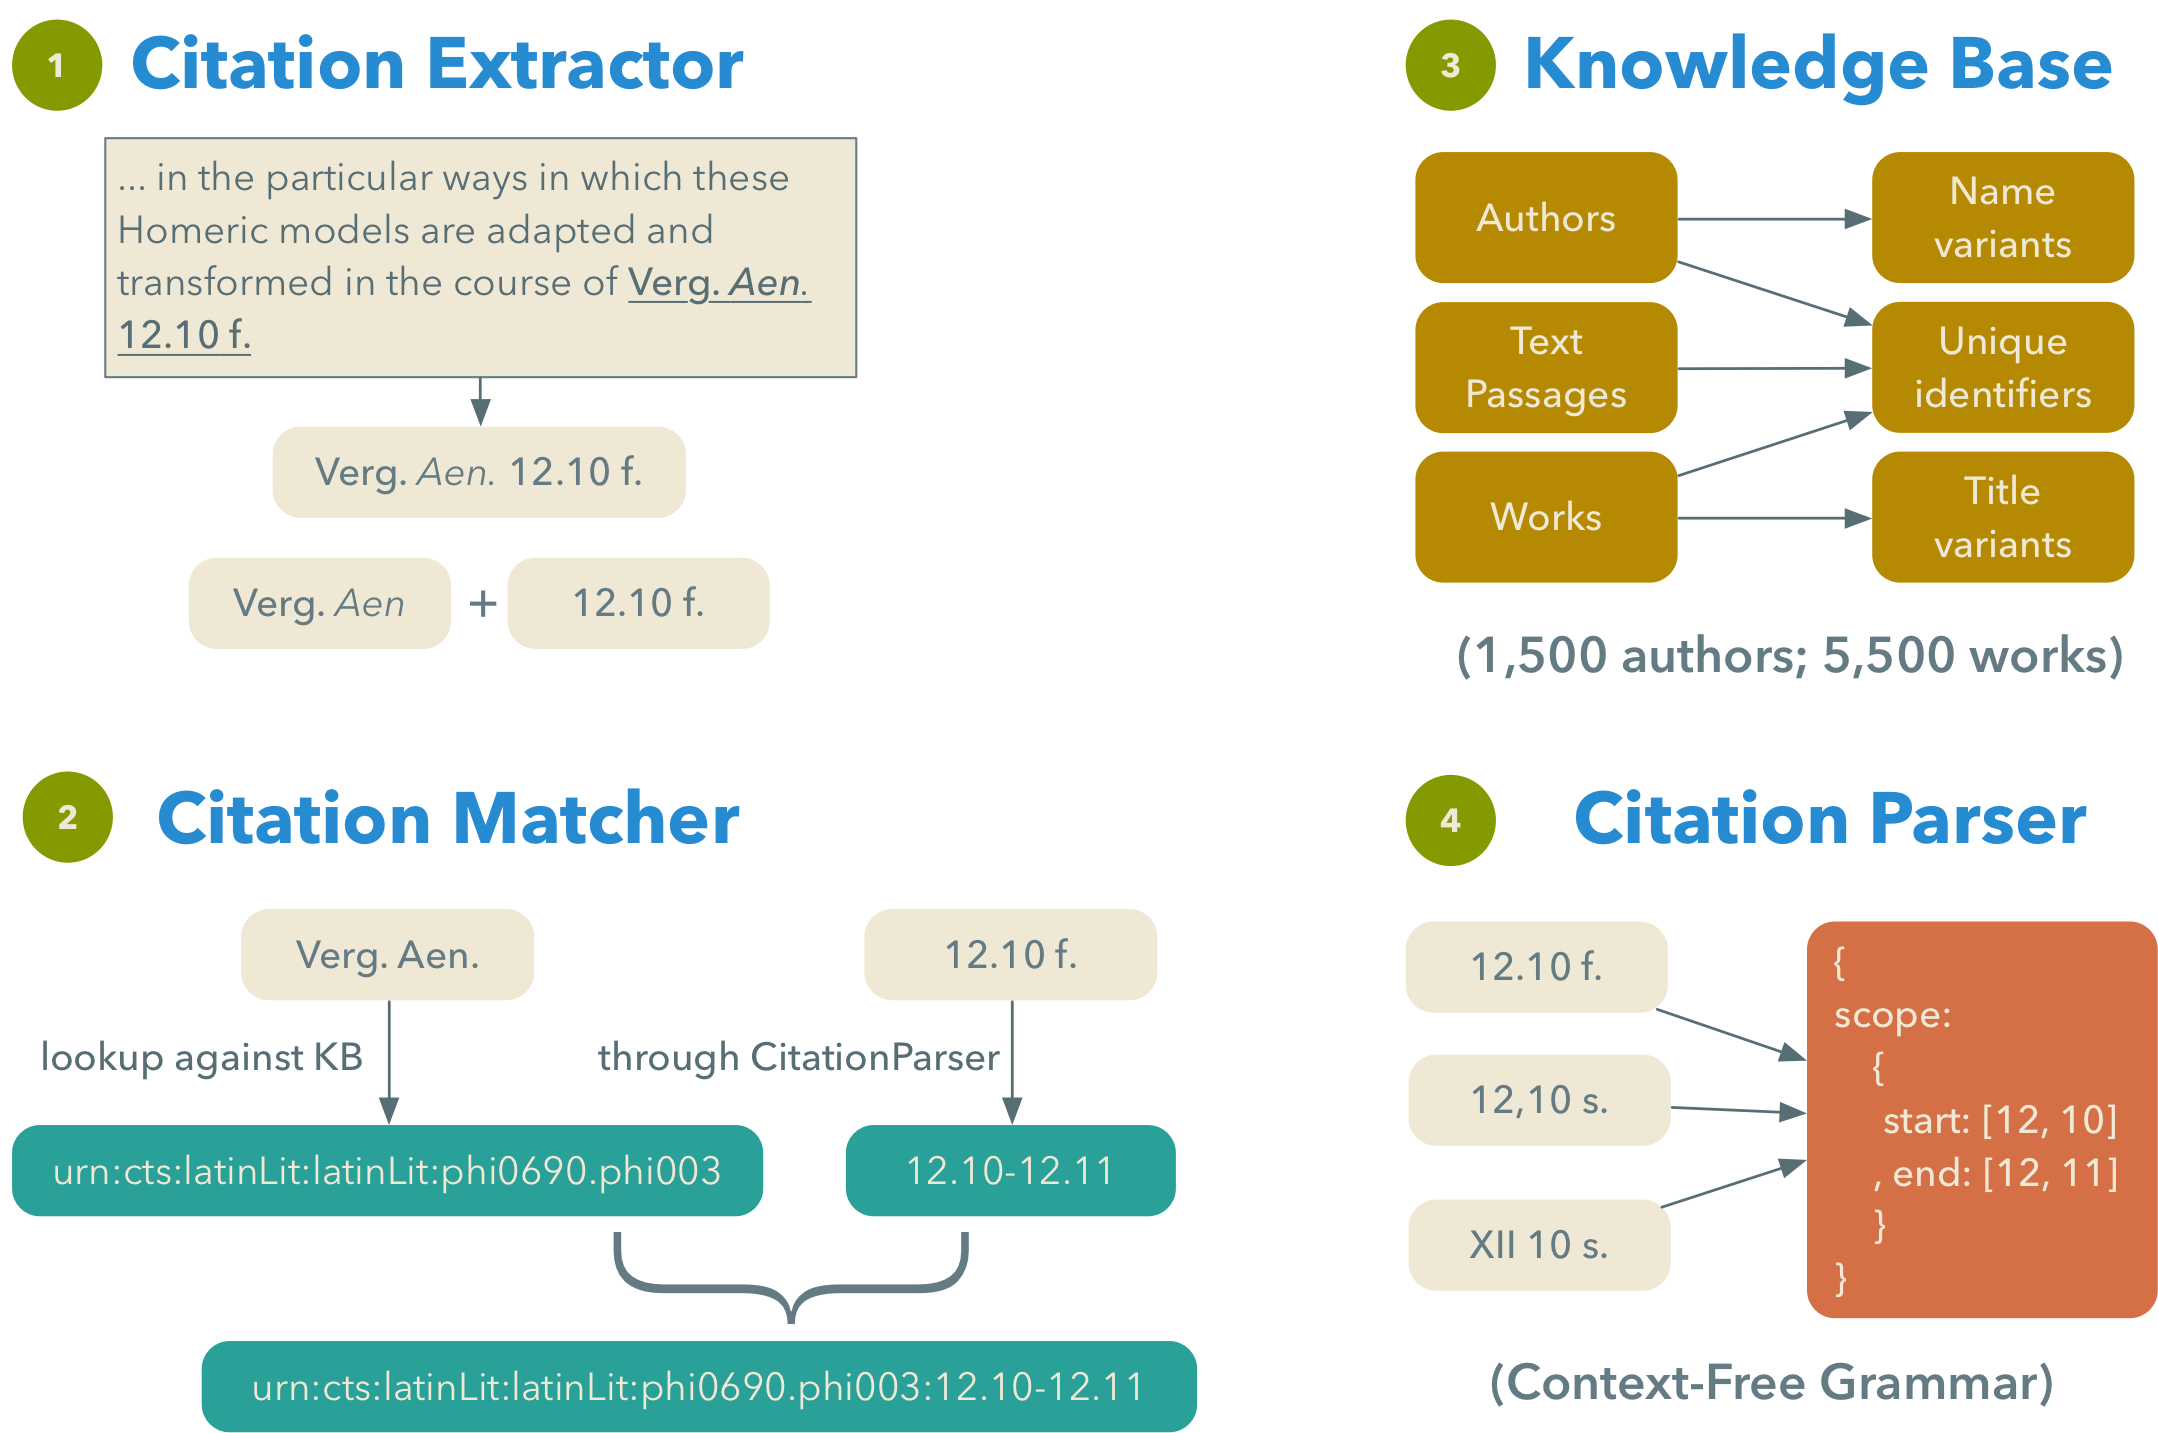 1
Citation Extractor
... in the particular ways in which these
Homeric models are adapted and
transformed in the course of Verg. Aen.
12.10 f.
Verg. Aen. 12.10 f.
Verg. Aen
+
12.10 f.
2
Citation Matcher
Verg. Aen.
12.10 f.
lookup against KB
through CitationParser
urn:cts:latinLit:latinLit:phi0690.phi003
12.10-12.11
urn:cts:latinLit:latinLit:phi0690.phi003:12.10-12.11
3
Knowledge Base
Authors
Name
variants
Text
Passages
Unique
identifiers
Works
Title
variants
(1,500 authors; 5,500 works)
4
Citation Parser
12.10 f.
12,10 s.
XII 10 s.
{
scope:
{
start: [12, 10]
, end: [12, 11]
}
}
(Context-Free Grammar)